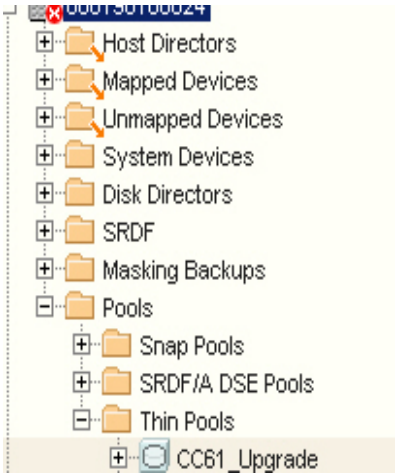 Host Directors
Mapped Devices
Unmapped Devices
System Devices
Disk Directors
SRDF
Masking Backups
Pools
Snap Pools
SRDF/A DSE Pools
Thin Pools
CC61_Upgrade